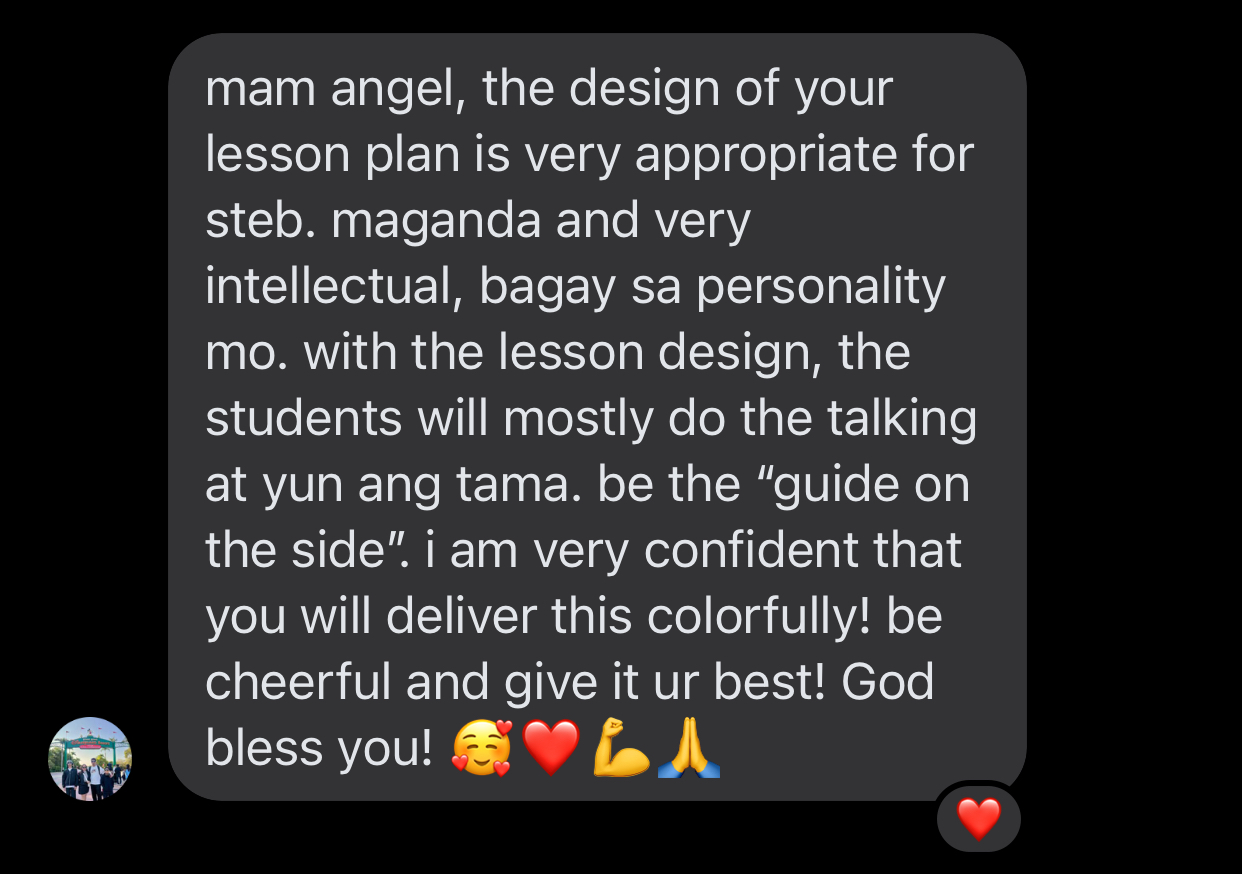 mam angel, the design of your
lesson plan is very appropriate for
steb. maganda and very
intellectual, bagay sa personality
mo. with the lesson design, the
students will mostly do the talking
at yun ang tama. be the “guide on
the side”. i am very confident that
you will deliver this colorfully! be
cheerful and give it ur best! God
bless you! 🥰❤️💪🙏
❤️